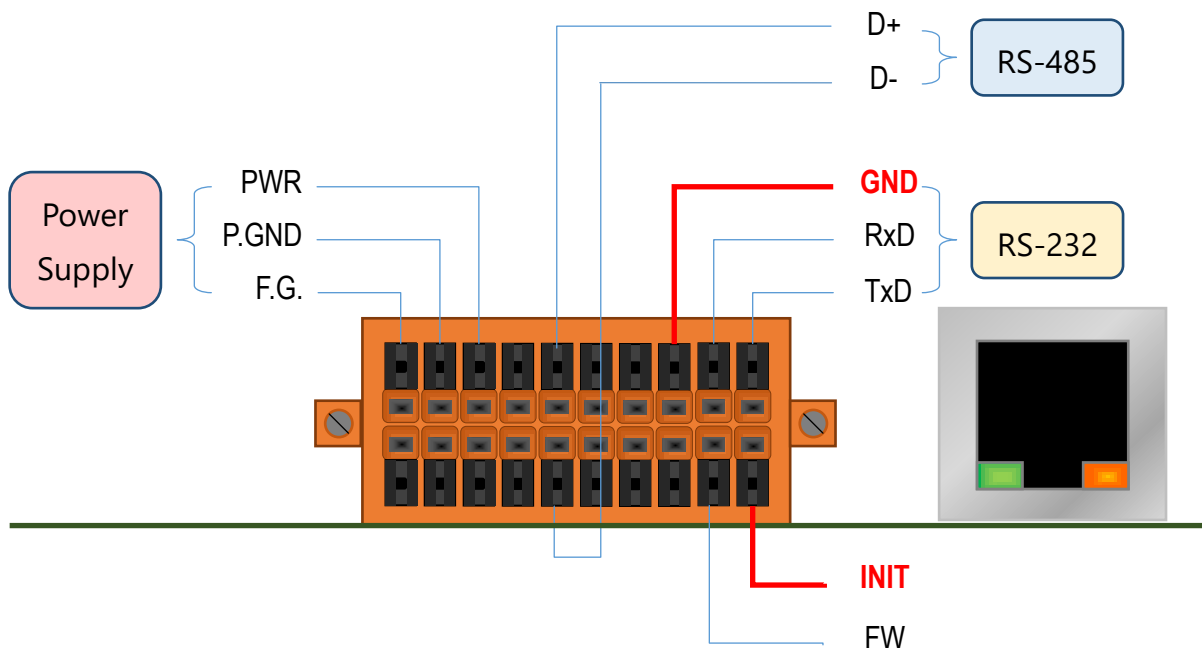 D+
D-
RS-485
Power
Supply
PWR
P.GND
F.G.
GND
RxD
TxD
RS-232
INIT
FW